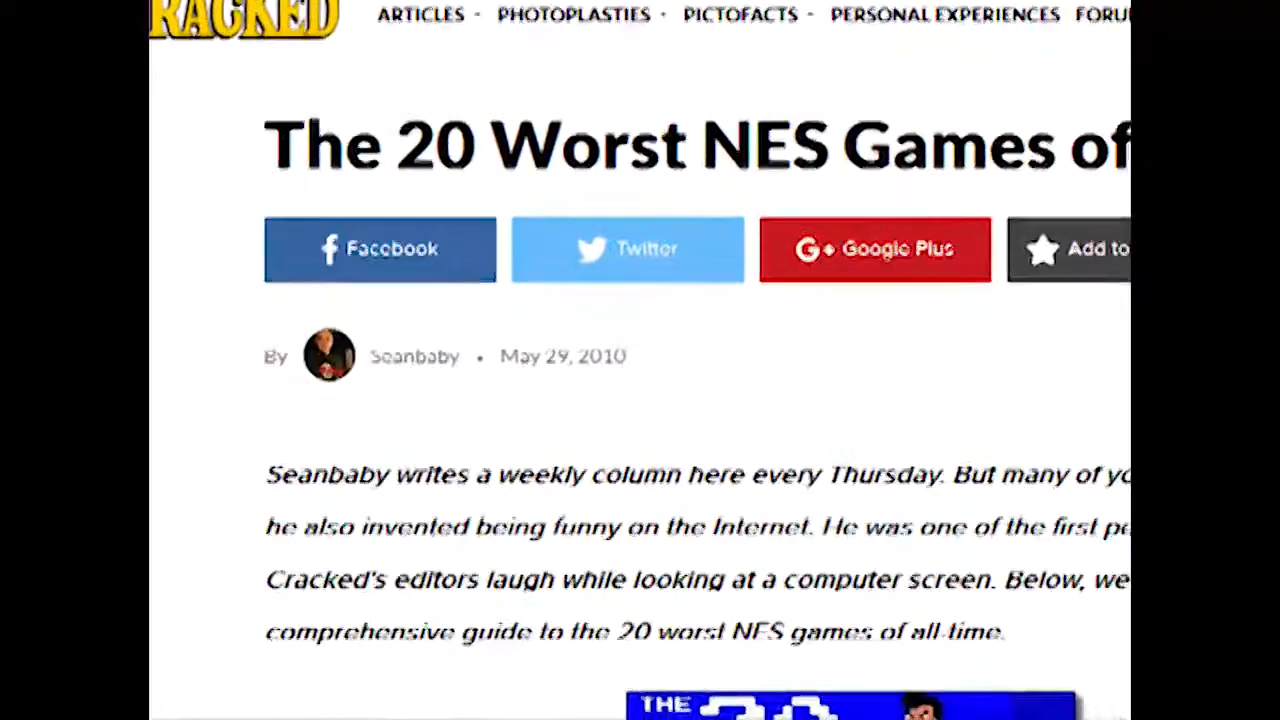 RACKED
ARTICLES PHOTOPLASTIES PICTOFACTS PERSONAL EXPERIENCES FORU
The 20 Worst NES Games of
Facebook Twitter Google Plus Add to
By Seanbaby • May 29, 2010
Seanbaby writes a weekly column here every Thursday. But many of yo
he also invented being funny on the Internet. He was one of the first pe
Cracked's editors laugh while looking at a computer screen. Below, we
comprehensive guide to the 20 worst NES games of all-time.
THE 20